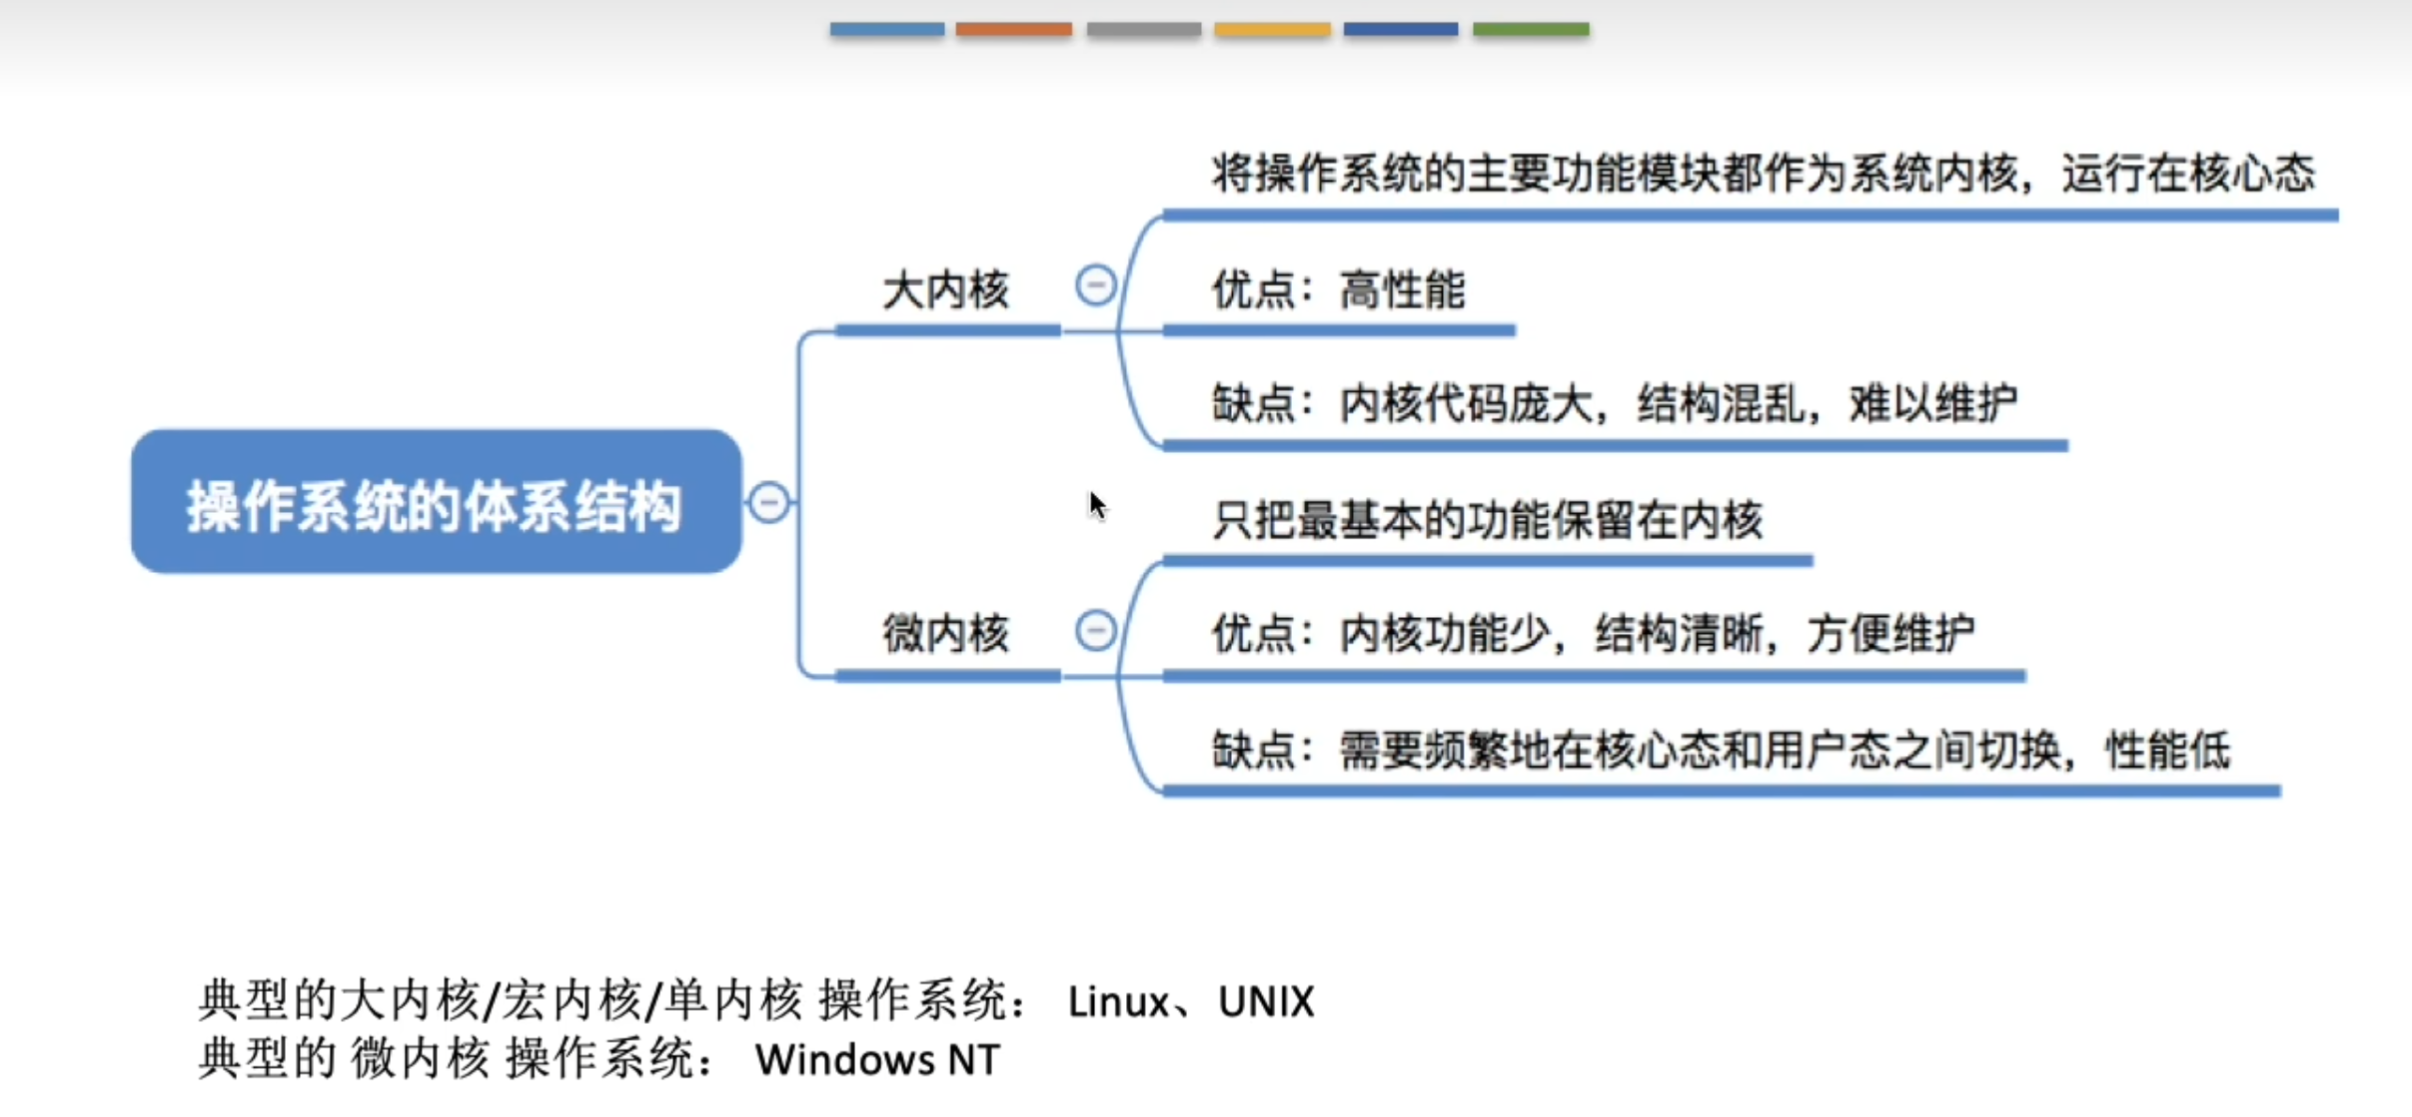 将操作系统的主要功能模块都作为系统内核，运行在核心态
大内核
优点：高性能
缺点：内核代码庞大，结构混乱，难以维护
操作系统的体系结构
只把最基本的功能保留在内核
微内核
优点：内核功能少，结构清晰，方便维护
缺点：需要频繁地在核心态和用户态之间切换，性能低
典型的大内核/宏内核/单内核 操作系统： Linux、UNIX
典型的 微内核 操作系统： Windows NT